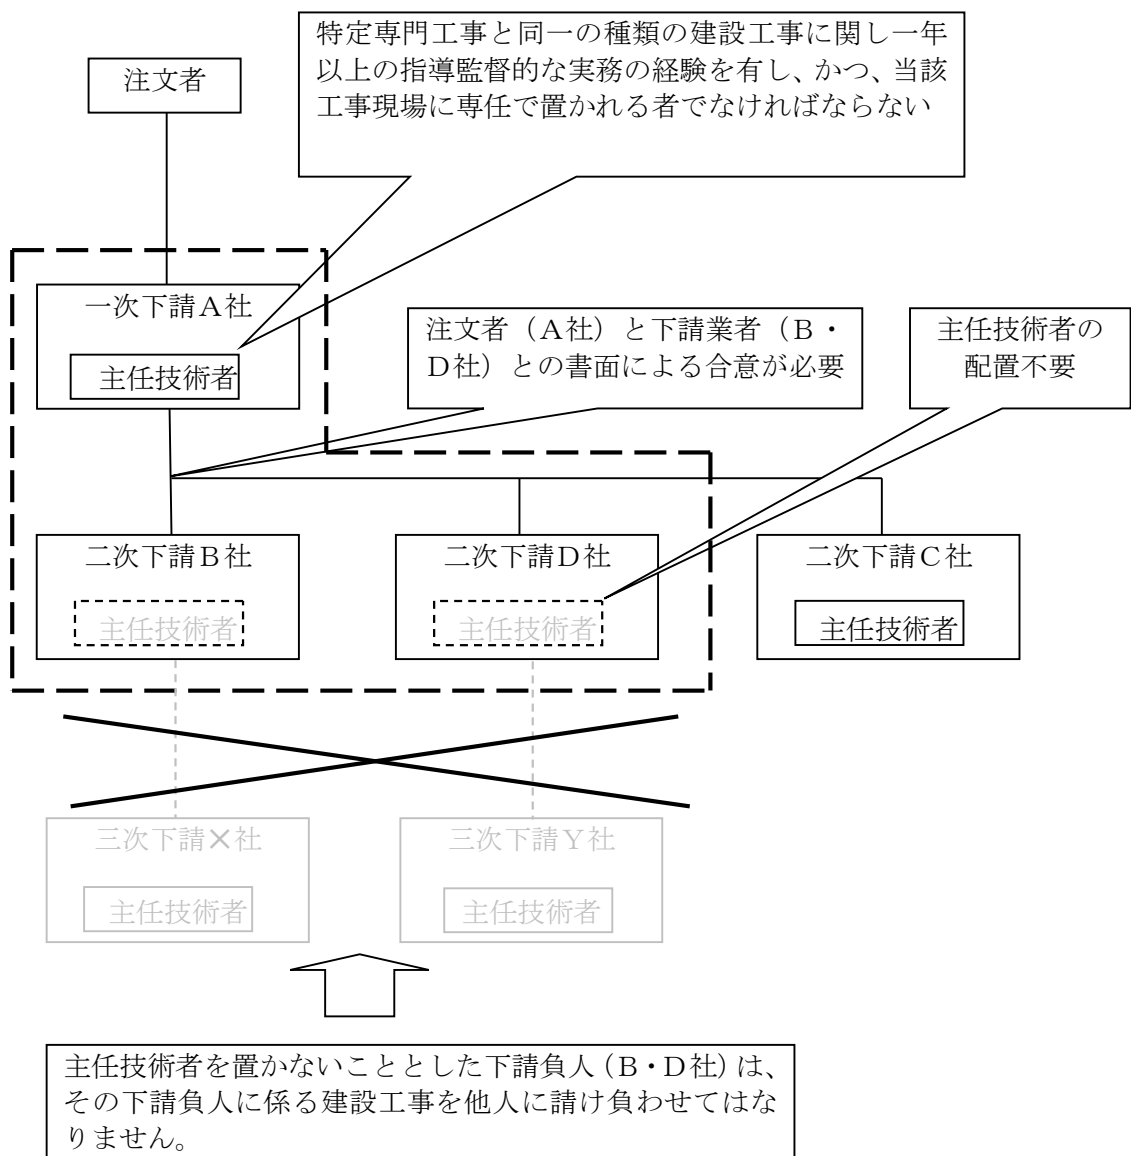 特定専門工事と同一の種類の建設工事に関し一年
以上の指導監督的な実務の経験を有し、かつ、当該
工事現場に専任で置かれる者でなければならない
注文者
一次下請A社
主任技術者
注文者（A社）と下請業者（B・
D社）との書面による合意が必要
主任技術者の
配置不要
二次下請B社
主任技術者
二次下請D社
主任技術者
二次下請C社
主任技術者
三次下請X社
主任技術者
三次下請Y社
主任技術者
主任技術者を置かないこととした下請負人（B・D社）は、
その下請負人に係る建設工事を他人に請け負わせてはな
りません。